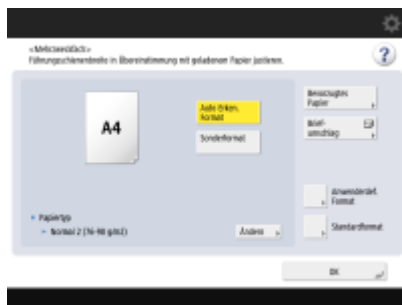 <Mehrzweckfach>
Führungsschienenbreite in Übereinstimmung mit geladenem Papier justieren.
?
A4
Auto Erken.
Format
Sonderformat
Bevorzugtes
Papier
Brief-
umschlag
Anwenderdef.
Format
Standardformat
Papiertyp
Normal 2 (76-90 g/m2)
Ändern
OK